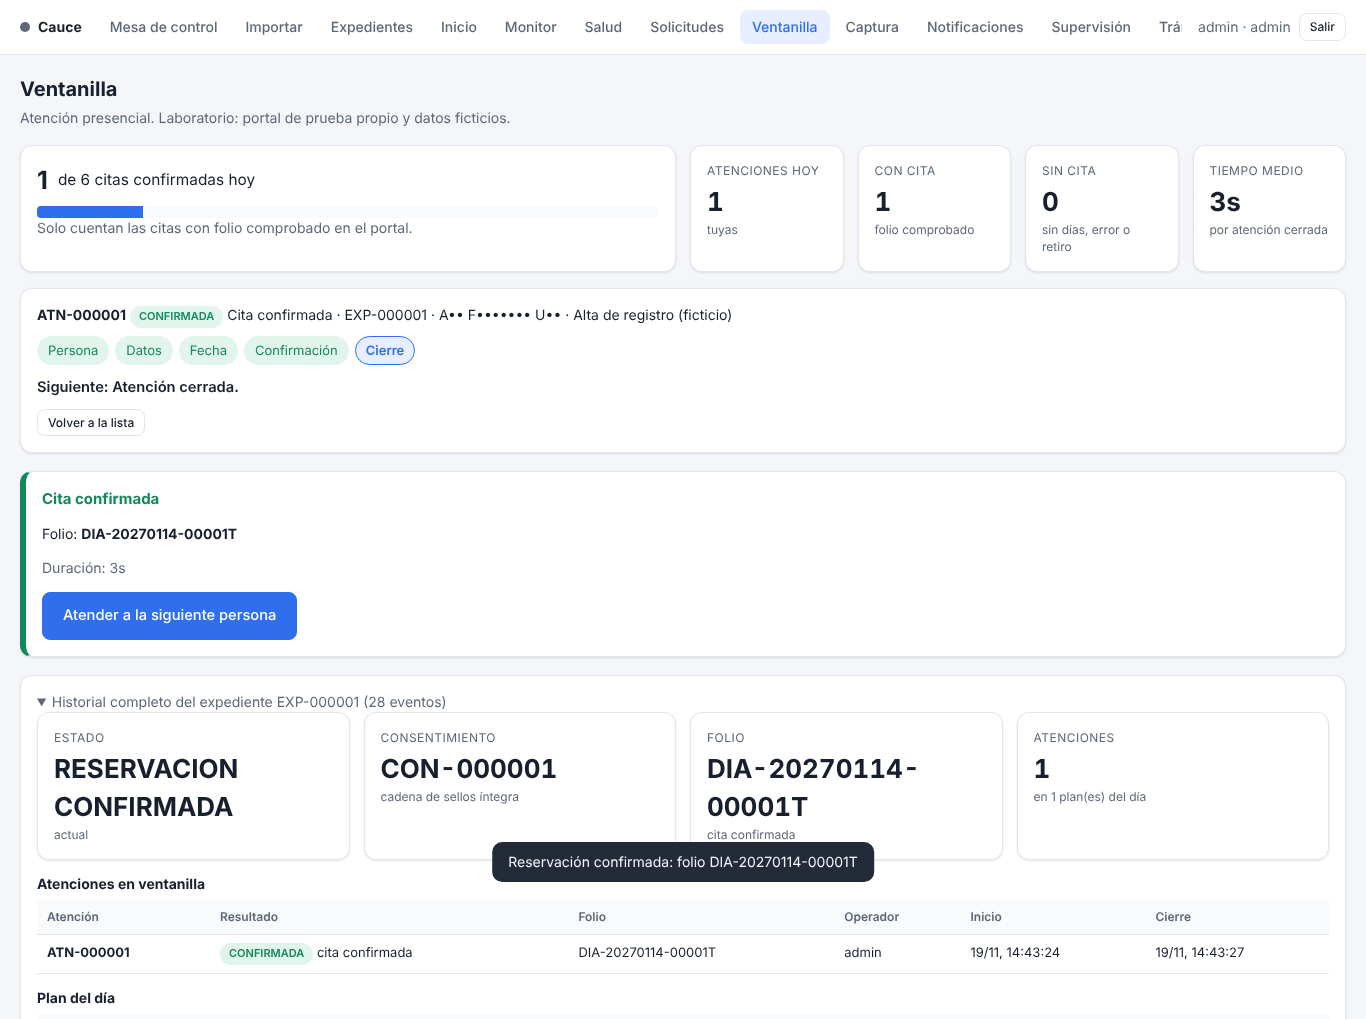 Cauce Mesa de control Importar Expedientes Inicio Monitor Salud Solicitudes Ventanilla Captura Notificaciones Supervisión Trá admin · admin Salir
Ventanilla
Atención presencial. Laboratorio: portal de prueba propio y datos ficticios.
1 de 6 citas confirmadas hoy
Solo cuentan las citas con folio comprobado en el portal.
ATENCIONES HOY
1
tuyas
CON CITA
1
folio comprobado
SIN CITA
0
sin días, error o
retiro
TIEMPO MEDIO
3s
por atención cerrada
ATN-000001 CONFIRMADA Cita confirmada · EXP-000001 · A•• F••••••• U•• · Alta de registro (ficticio)
Persona Datos Fecha Confirmación Cierre
Siguiente: Atención cerrada.
Volver a la lista
Cita confirmada
Folio: DIA-20270114-00001T
Duración: 3s
Atender a la siguiente persona
▼ Historial completo del expediente EXP-000001 (28 eventos)
ESTADO
RESERVACION
CONFIRMADA
actual
CONSENTIMIENTO
CON-000001
cadena de sellos íntegra
FOLIO
DIA-20270114-
00001T
cita confirmada
ATENCIONES
1
en 1 plan(es) del día
Reservación confirmada: folio DIA-20270114-00001T
Atenciones en ventanilla
Atención Resultado Folio Operador Inicio Cierre
ATN-000001 CONFIRMADA cita confirmada DIA-20270114-00001T admin 19/11, 14:43:24 19/11, 14:43:27
Plan del día